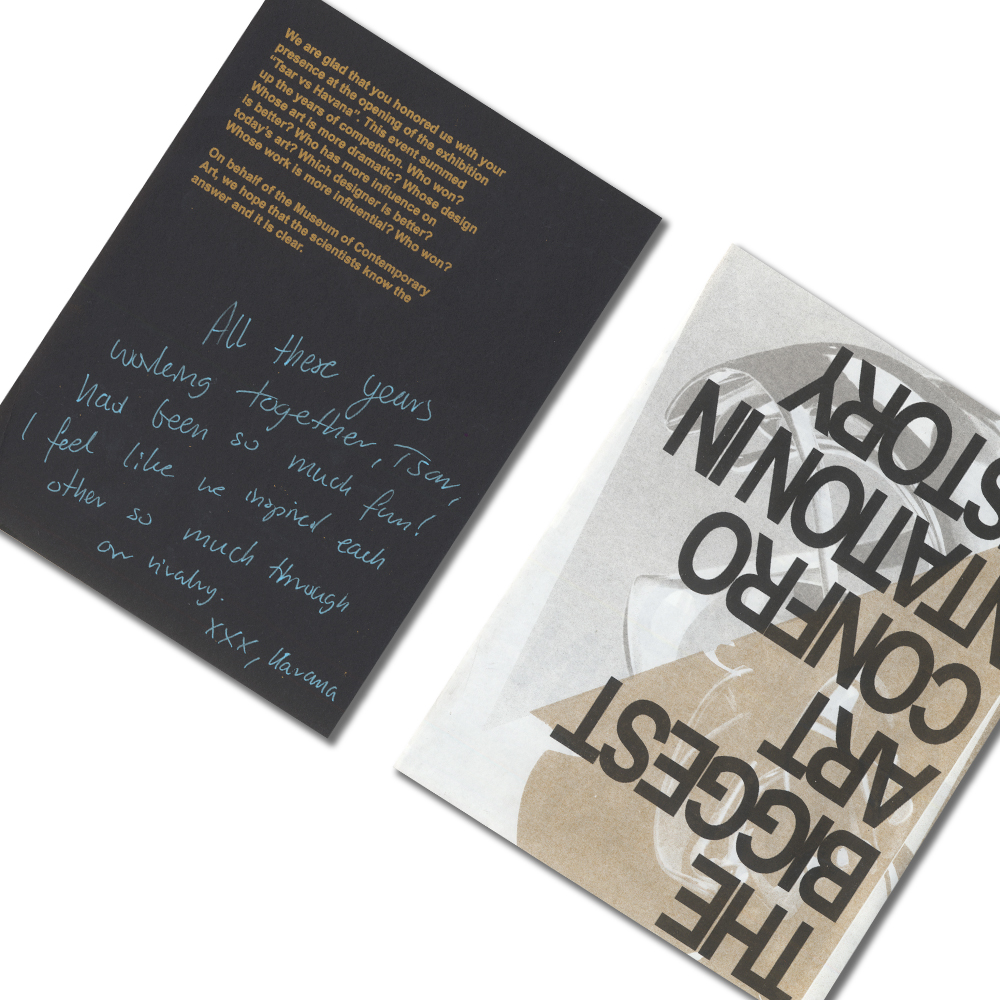 We are glad that you honored us with your
presence at the opening of the exhibition
“Tsar vs Havana”. This event summed
up the years of competition. Who won?
Whose art is more dramatic? Whose design
is better? Who has more influence on
today’s art? Which designer is better?
Whose work is more influential? Who won?
On behalf of the Museum of Contemporary
Art, we hope that the scientists know the
answer and it is clear.
All these years
working together, Tsar,
had been so much fun!
I feel like we inspired each
other so much through
our rivalry.
xxx, Havana
THE
BIGGEST
ART
CONFRO
NTATION IN
STORY